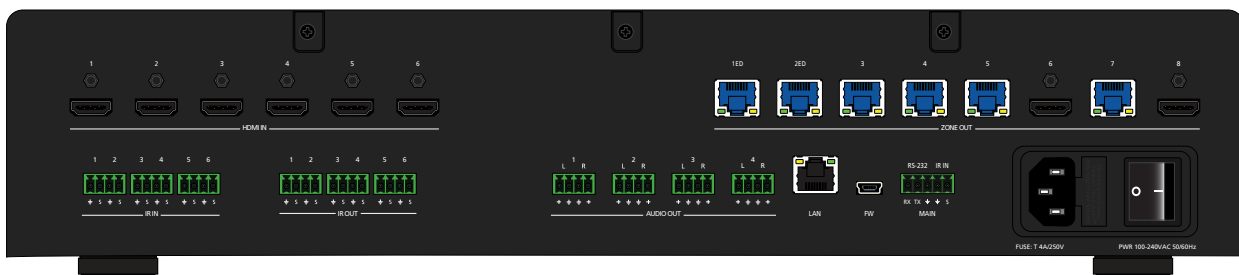 1 2 3 4 5 6
HDMI IN
1ED 2ED 3 4 5 6 7 8
ZONE OUT
1 2 3 4 5 6
S S S S S S
IR IN
1 2 3 4 5 6
S S S S S S
IR OUT
1 2 3 4
L R L R L R L R
+ + + + + + + +
AUDIO OUT
LAN
FW
RS-232 IR IN
RX TX S
MAIN
FUSE: T 4A/250V
PWR 100-240VAC 50/60Hz